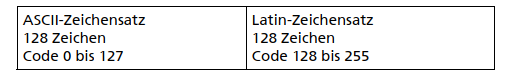 ASCII-Zeichensatz
128 Zeichen
Code 0 bis 127
Latin-Zeichensatz
128 Zeichen
Code 128 bis 255